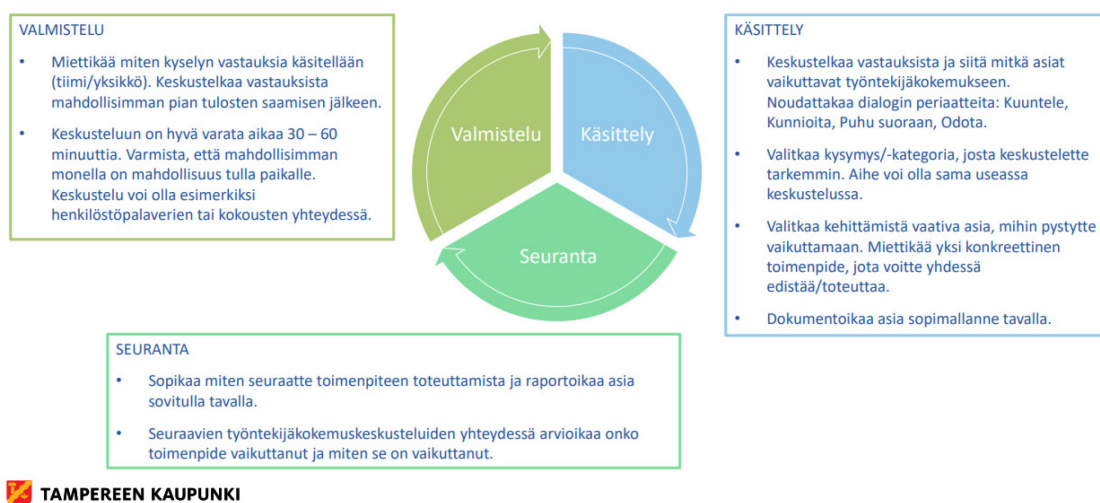 VALMISTELU
• Miettikää miten kyselyn vastauksia käsitellään
(tiimi/yksikkö). Keskustelkaa vastauksista
mahdollisimman pian tulosten saamisen jälkeen.
• Keskusteluun on hyvä varata aikaa 30 – 60
minuuttia. Varmista, että mahdollisimman
monella on mahdollisuus tulla paikalle.
Keskustelu voi olla esimerkiksi
henkilöstöpalaverien tai kokousten yhteydessä.
Valmistelu
Käsittely
Seuranta
KÄSITTELY
• Keskustelkaa vastauksista ja siitä mitkä asiat
vaikuttavat työntekijäkokemukseen.
Noudattakaa dialogin periaatteita: Kuuntele,
Kunnioita, Puhu suoraan, Odota.
• Valitkaa kysymys/-kategoria, josta keskustelette
tarkemmin. Aihe voi olla sama useassa
keskustelussa.
• Valitkaa kehittämistä vaativa asia, mihin pystytte
vaikuttamaan. Miettikää yksi konkreettinen
toimenpide, jota voitte yhdessä
edistää/toteuttaa.
• Dokumentoikaa asia sopimallanne tavalla.
SEURANTA
• Sopikaa miten seuraatte toimenpiteen toteuttamista ja raportoikaa asia
sovitulla tavalla.
• Seuraavien työntekijäkokemuskeskusteluiden yhteydessä arvioikaa onko
toimenpide vaikuttanut ja miten se on vaikuttanut.
TAMPEREEN KAUPUNKI